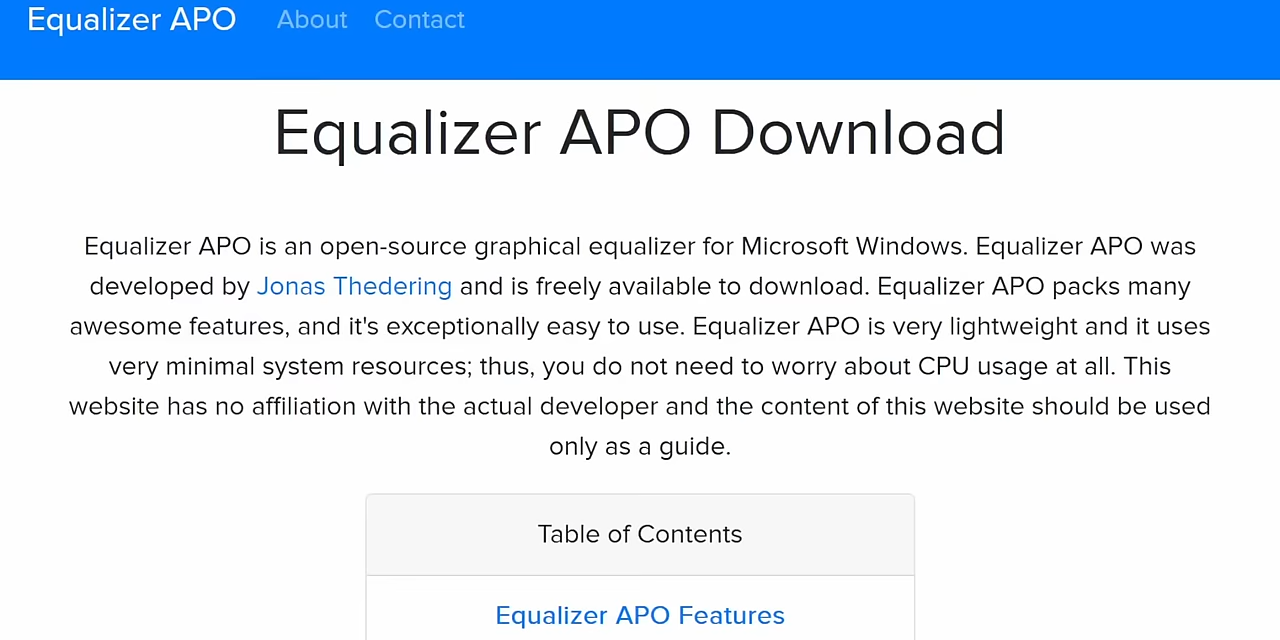 Equalizer APO About Contact
Equalizer APO Download
Equalizer APO is an open-source graphical equalizer for Microsoft Windows. Equalizer APO was
developed by Jonas Thedering and is freely available to download. Equalizer APO packs many
awesome features, and it's exceptionally easy to use. Equalizer APO is very lightweight and it uses
very minimal system resources; thus, you do not need to worry about CPU usage at all. This
website has no affiliation with the actual developer and the content of this website should be used
only as a guide.
Table of Contents
Equalizer APO Features